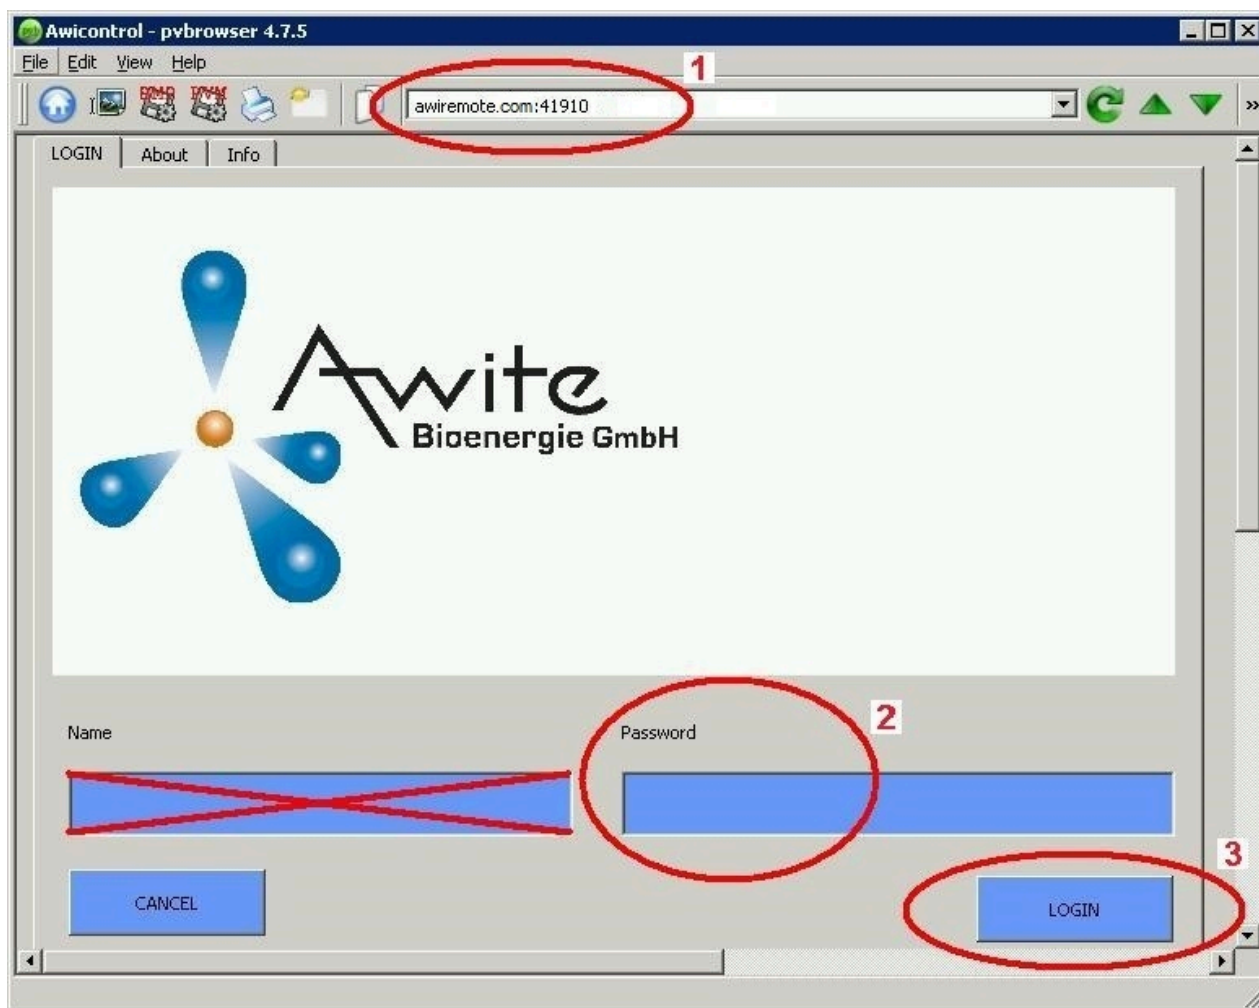 Awicontrol - pvbrowser 4.7.5
File Edit View Help
1
awiremote.com:41910
»
LOGIN About Info
Awite
Bioenergie GmbH
2
Name Password
3
CANCEL LOGIN